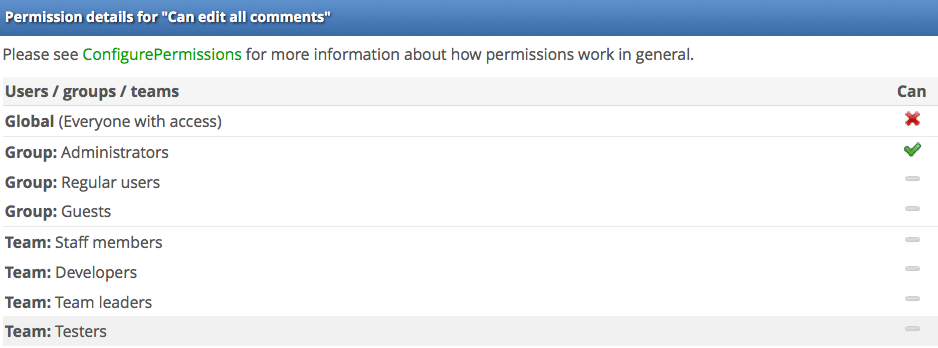 Permission details for "Can edit all comments"
Please see ConfigurePermissions for more information about how permissions work in general.
Users / groups / teams Can
Global (Everyone with access)
Group: Administrators
Group: Regular users
Group: Guests
Team: Staff members
Team: Developers
Team: Team leaders
Team: Testers